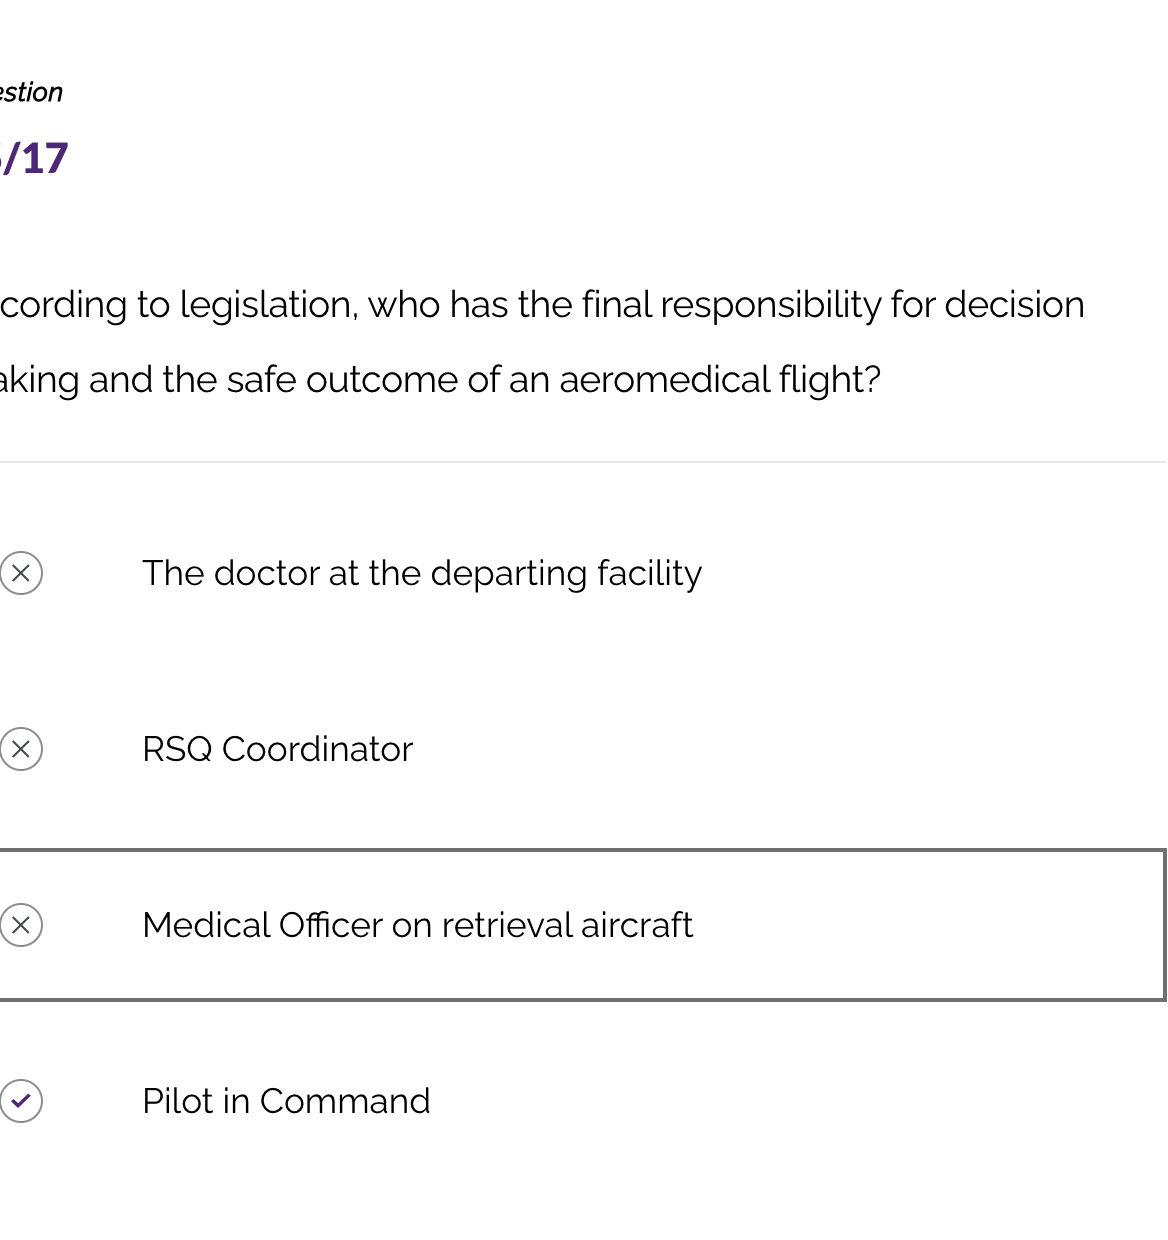 estion
/17
cording to legislation, who has the final responsibility for decision
aking and the safe outcome of an aeromedical flight?
The doctor at the departing facility
RSQ Coordinator
Medical Officer on retrieval aircraft
Pilot in Command